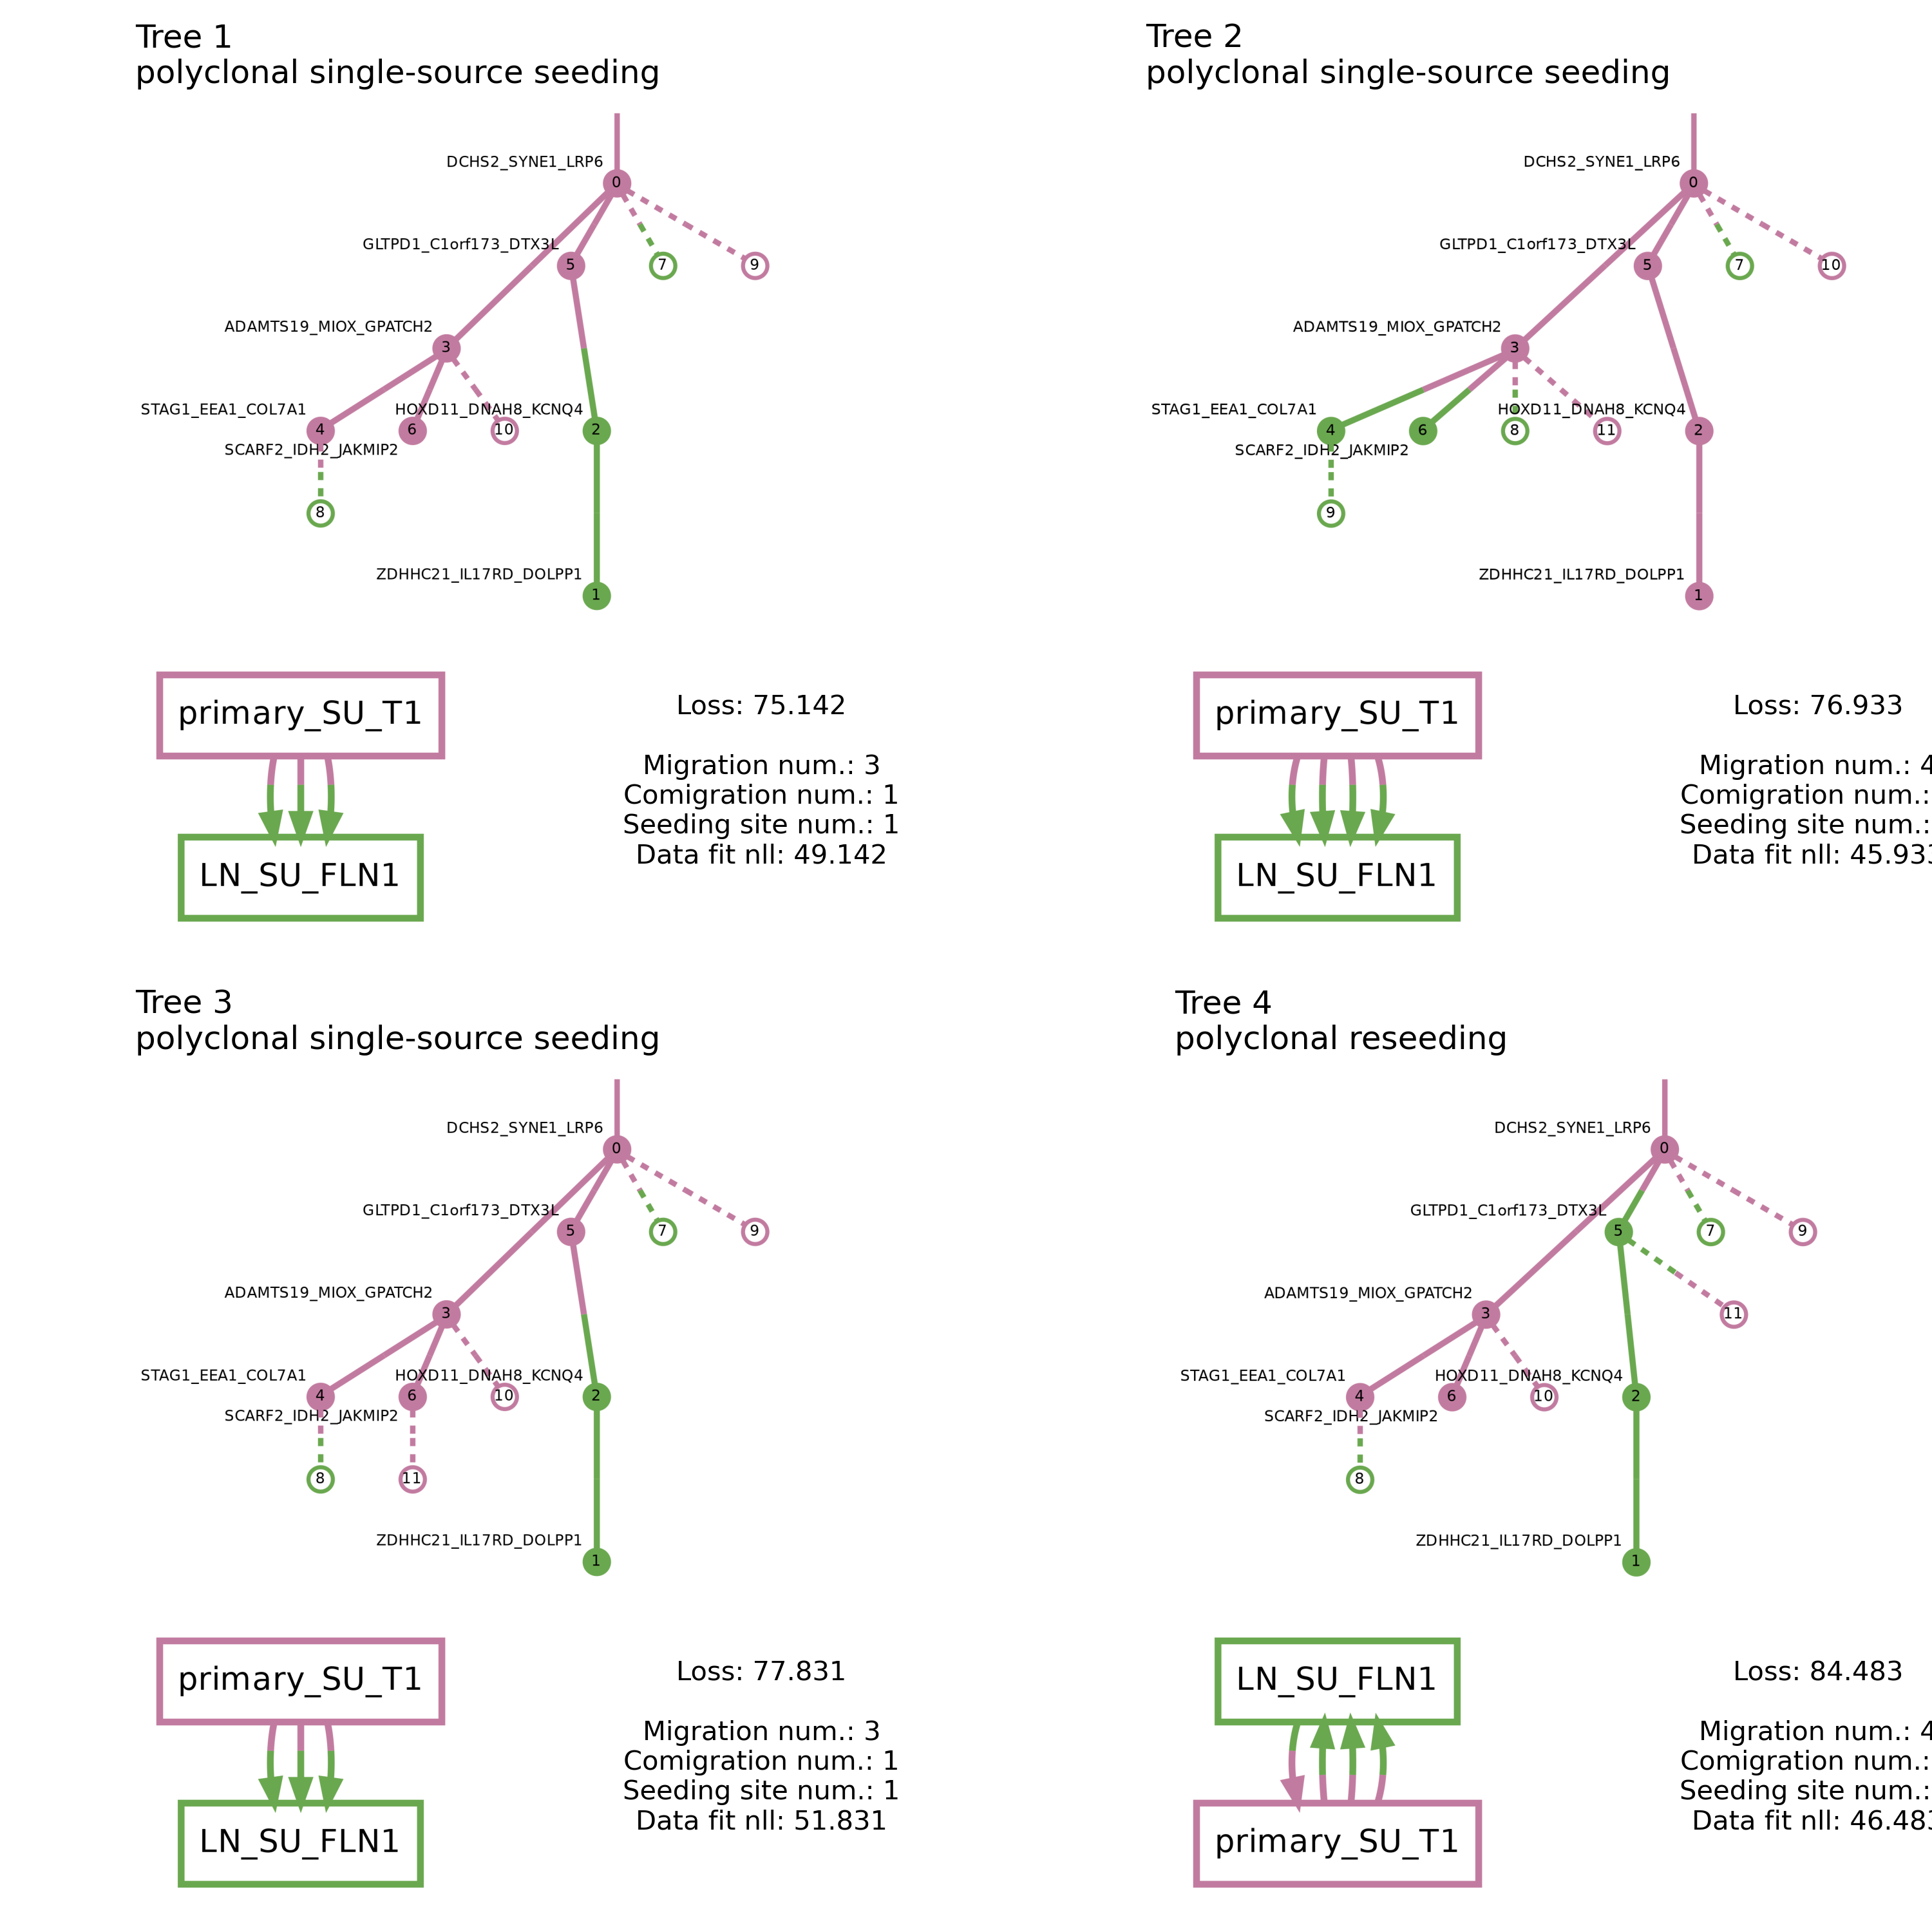 Tree 1
polyclonal single-source seeding
DCHS2_SYNE1_LRP6
0
GLTPD1_C1orf173_DTX3L
5
7
9
ADAMTS19_MIOX_GPATCH2
3
STAG1_EEA1_COL7A1
HOXD11_DNAH8_KCNQ4
4
6
10
2
SCARF2_IDH2_JAKMIP2
8
ZDHHC21_IL17RD_DOLPP1
1
primary_SU_T1
LN_SU_FLN1
Loss: 75.142
Migration num.: 3
Comigration num.: 1
Seeding site num.: 1
Data fit nll: 49.142
Tree 2
polyclonal single-source seeding
DCHS2_SYNE1_LRP6
0
GLTPD1_C1orf173_DTX3L
5
7
10
ADAMTS19_MIOX_GPATCH2
3
STAG1_EEA1_COL7A1
HOXD11_DNAH8_KCNQ4
4
6
8
11
2
SCARF2_IDH2_JAKMIP2
9
ZDHHC21_IL17RD_DOLPP1
1
primary_SU_T1
LN_SU_FLN1
Loss: 76.933
Migration num.: 4
Comigration num.:
Seeding site num.:
Data fit nll: 45.933
Tree 3
polyclonal single-source seeding
DCHS2_SYNE1_LRP6
0
GLTPD1_C1orf173_DTX3L
5
7
9
ADAMTS19_MIOX_GPATCH2
3
STAG1_EEA1_COL7A1
HOXD11_DNAH8_KCNQ4
4
6
10
2
SCARF2_IDH2_JAKMIP2
8
11
ZDHHC21_IL17RD_DOLPP1
1
primary_SU_T1
LN_SU_FLN1
Loss: 77.831
Migration num.: 3
Comigration num.: 1
Seeding site num.: 1
Data fit nll: 51.831
Tree 4
polyclonal reseeding
DCHS2_SYNE1_LRP6
0
GLTPD1_C1orf173_DTX3L
5
7
9
ADAMTS19_MIOX_GPATCH2
3
11
STAG1_EEA1_COL7A1
HOXD11_DNAH8_KCNQ4
4
6
10
2
SCARF2_IDH2_JAKMIP2
8
ZDHHC21_IL17RD_DOLPP1
1
LN_SU_FLN1
primary_SU_T1
Loss: 84.483
Migration num.: 4
Comigration num.:
Seeding site num.:
Data fit nll: 46.483